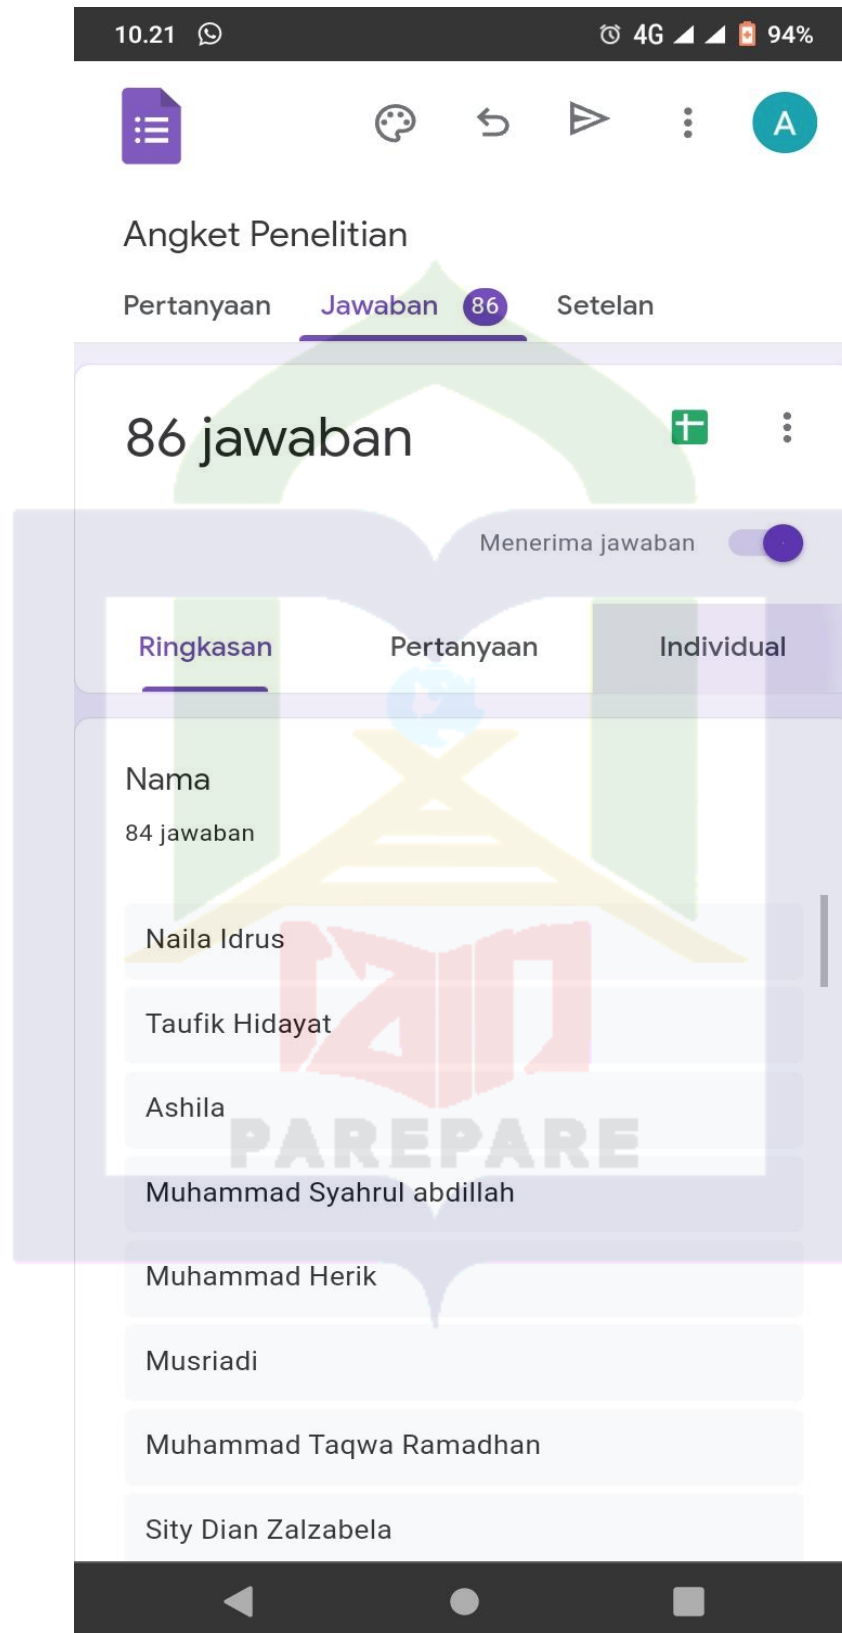 10.21 4G 94%
A
Angket Penelitian
Pertanyaan Jawaban 86 Setelan
86 jawaban
Menerima jawaban
Ringkasan Pertanyaan Individual
Nama
84 jawaban
Naila Idrus
Taufik Hidayat
Ashila
PAREPARE
Muhammad Syahrul abdillah
Muhammad Herik
Musriadi
Muhammad Taqwa Ramadhan
Sity Dian Zalzabela